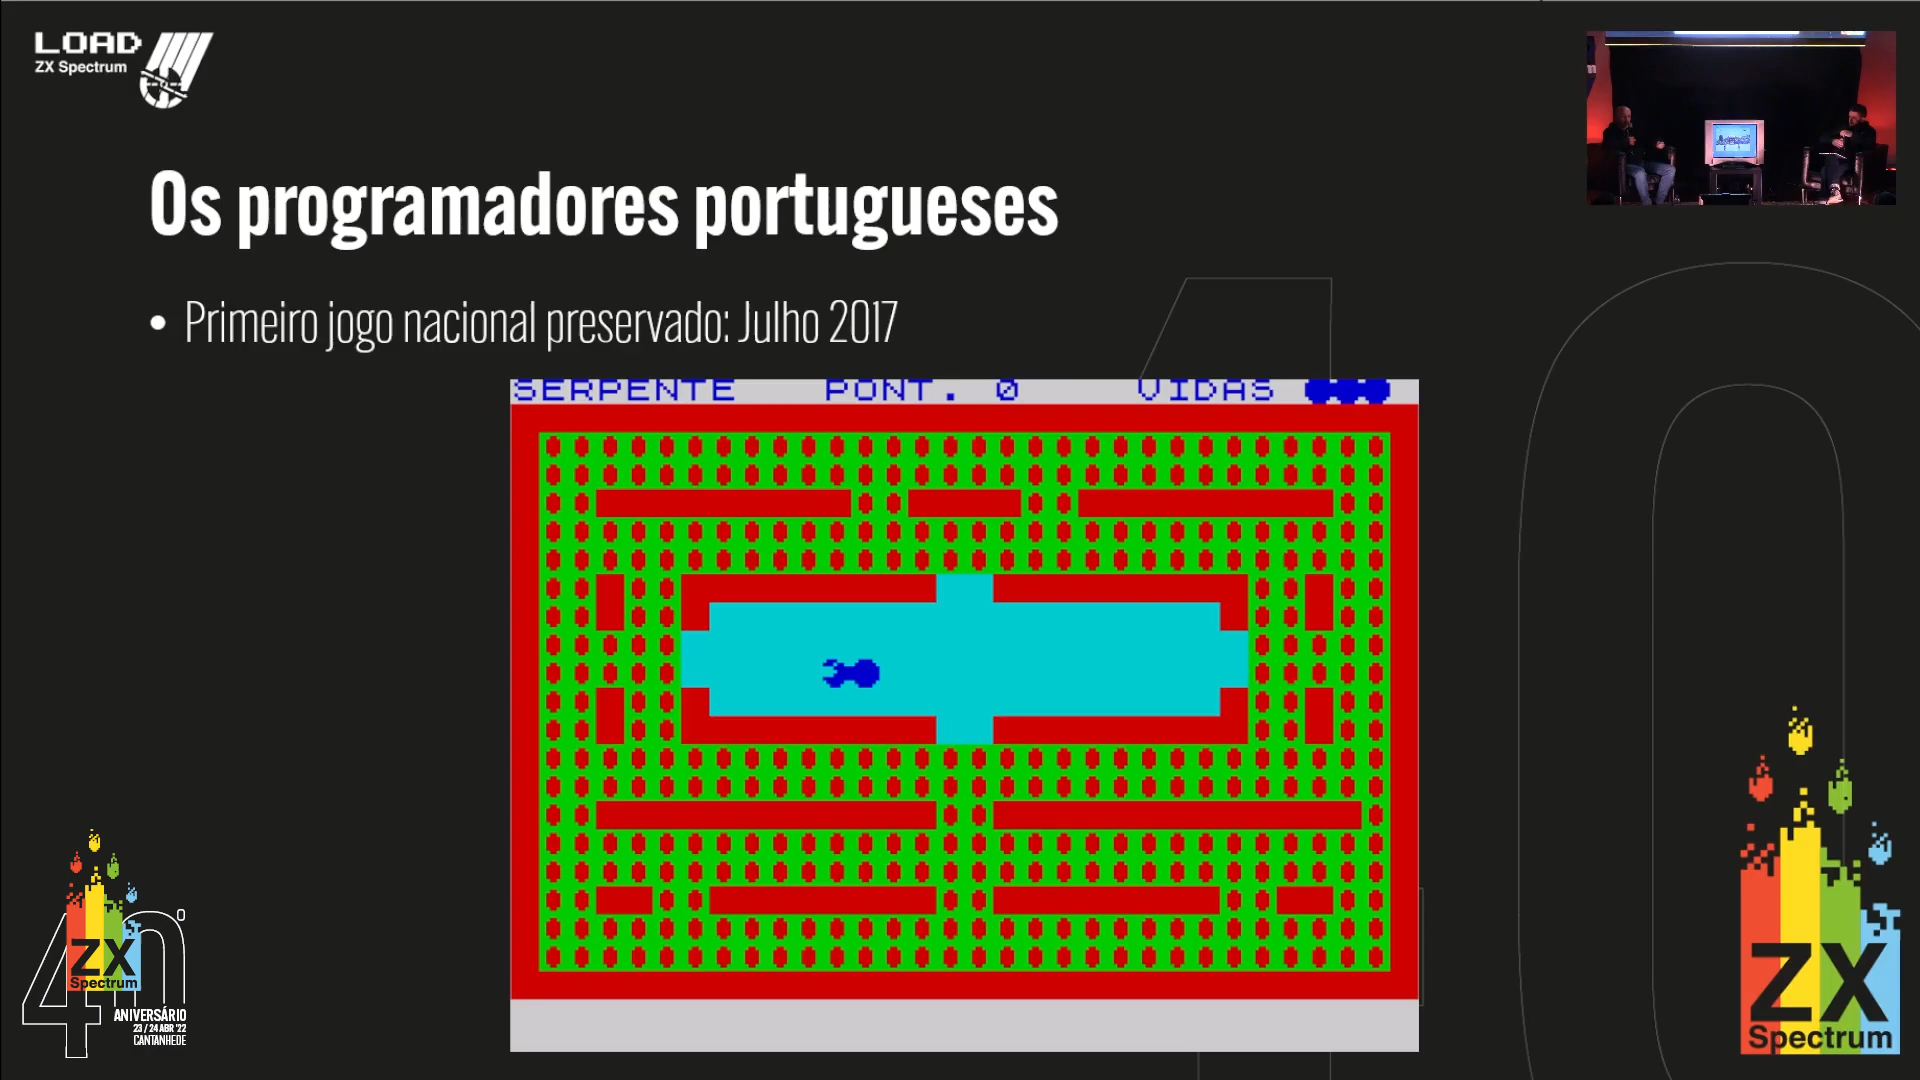 LOAD
ZX Spectrum
Os programadores portugueses
• Primeiro jogo nacional preservado: Julho 2017
SERPENTE PONT. 0 VIDAS
40º
ZX
Spectrum
ANIVERSÁRIO
23 / 24 ABR '22
CANTANHEDE
ZX
Spectrum